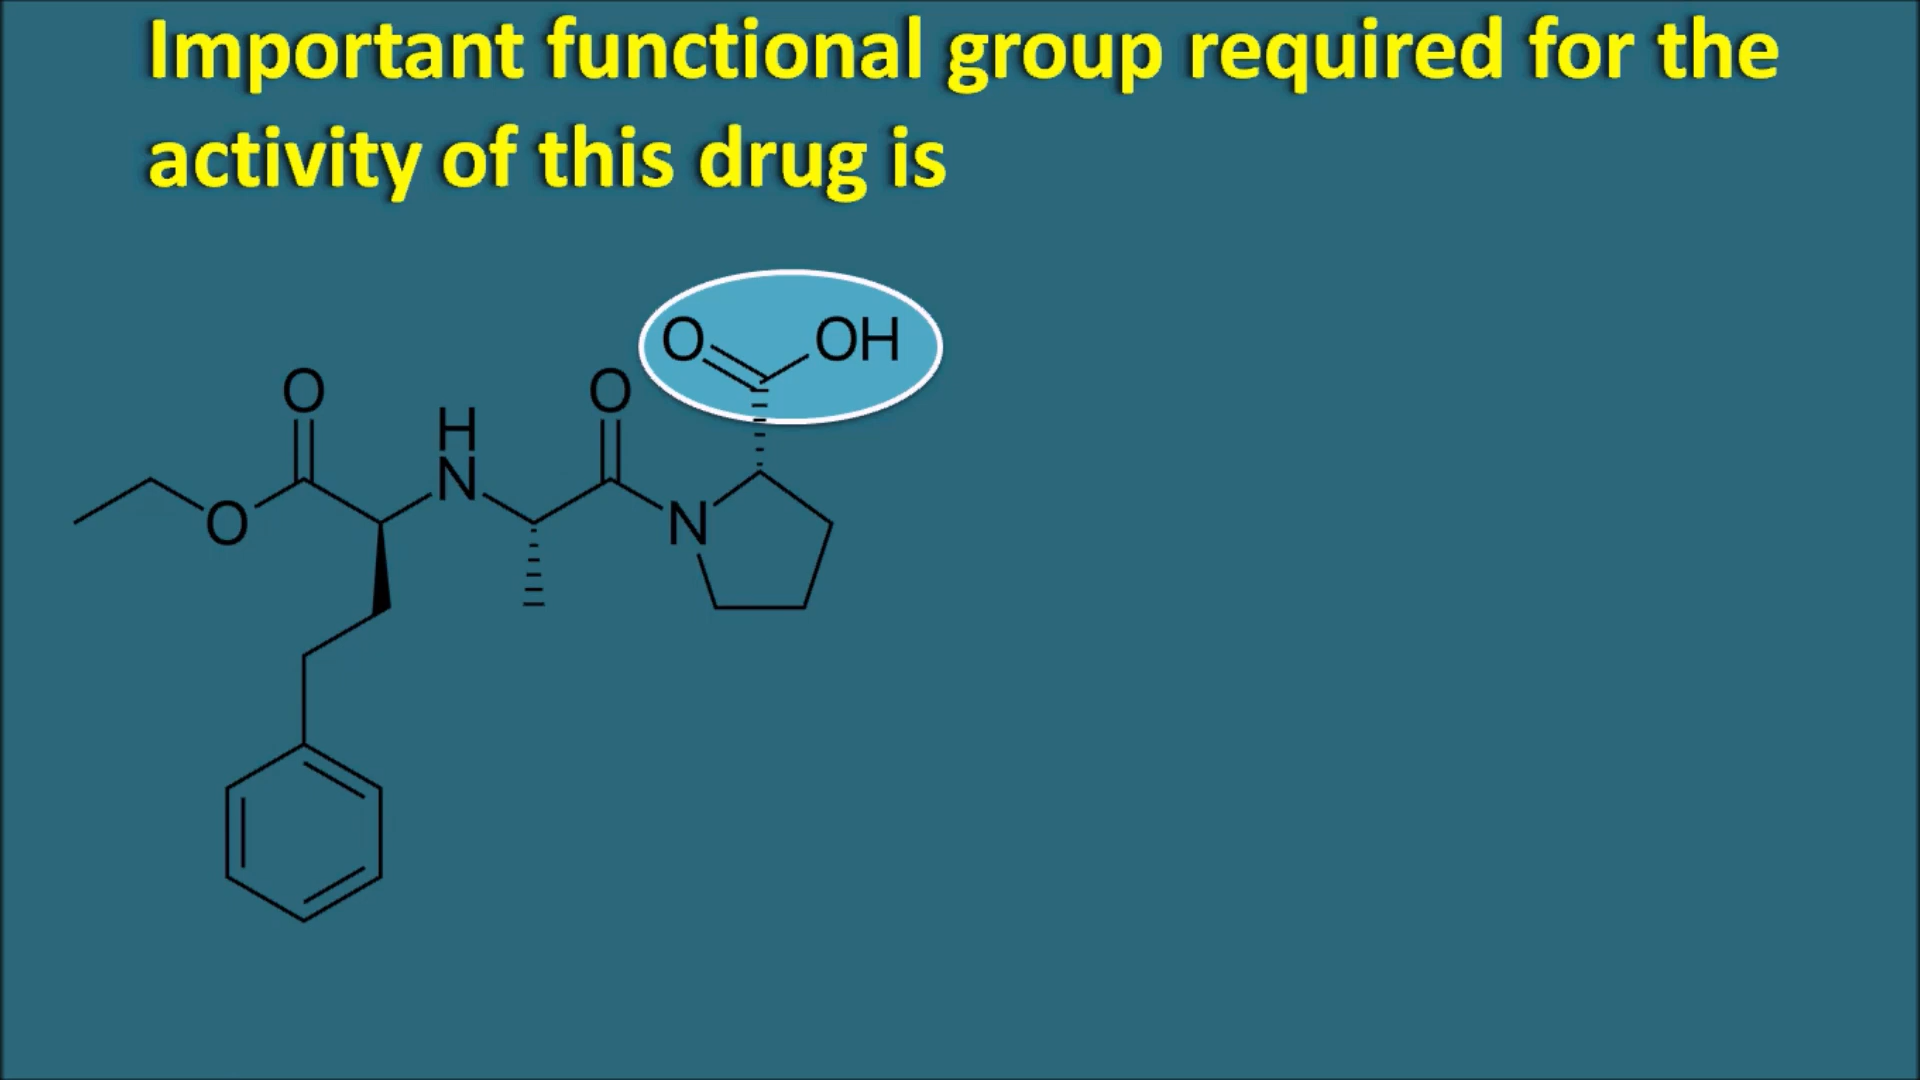 Important functional group required for the
activity of this drug is
O OH
O O
H
N
O N